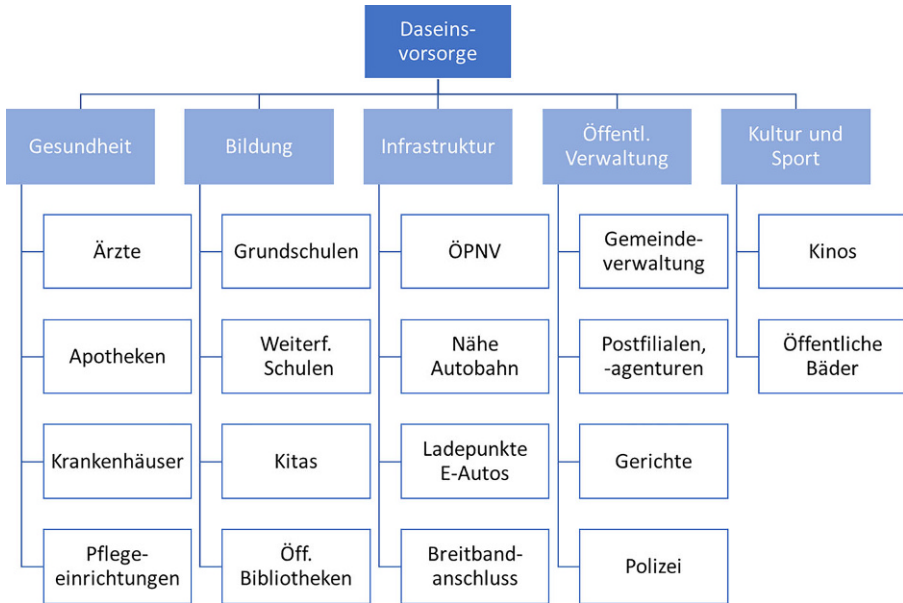 Daseins-
vorsorge
Gesundheit
Bildung
Infrastruktur
Öffentl.
Verwaltung
Kultur und
Sport
Ärzte
Grundschulen
ÖPNV
Gemeinde-
verwaltung
Kinos
Apotheken
Weiterf.
Schulen
Nähe
Autobahn
Postfilialen,
-agenturen
Öffentliche
Bäder
Krankenhäuser
Kitas
Ladepunkte
E-Autos
Gerichte
Pflege-
einrichtungen
Öff.
Bibliotheken
Breitband-
anschluss
Polizei